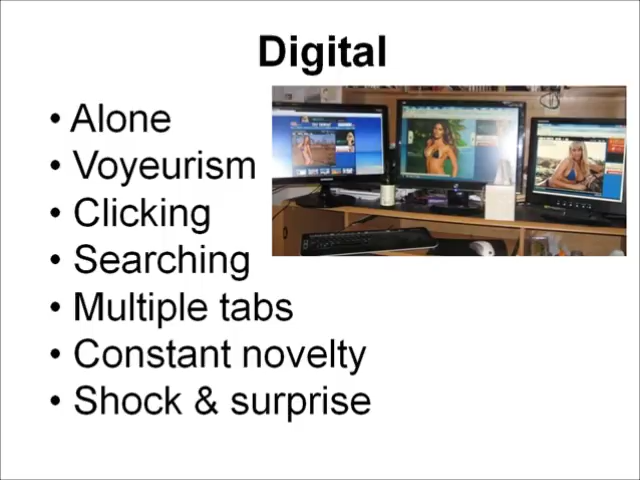 Digital
• Alone
• Voyeurism
• Clicking
• Searching
• Multiple tabs
• Constant novelty
• Shock & surprise